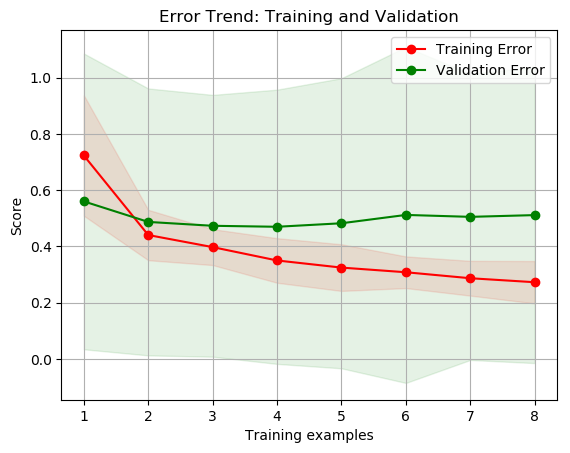 Error Trend: Training and Validation
Training Error
Validation Error
1.0
0.8
0.6
0.4
0.2
0.0
Score
1 2 3 4 5 6 7 8
Training examples